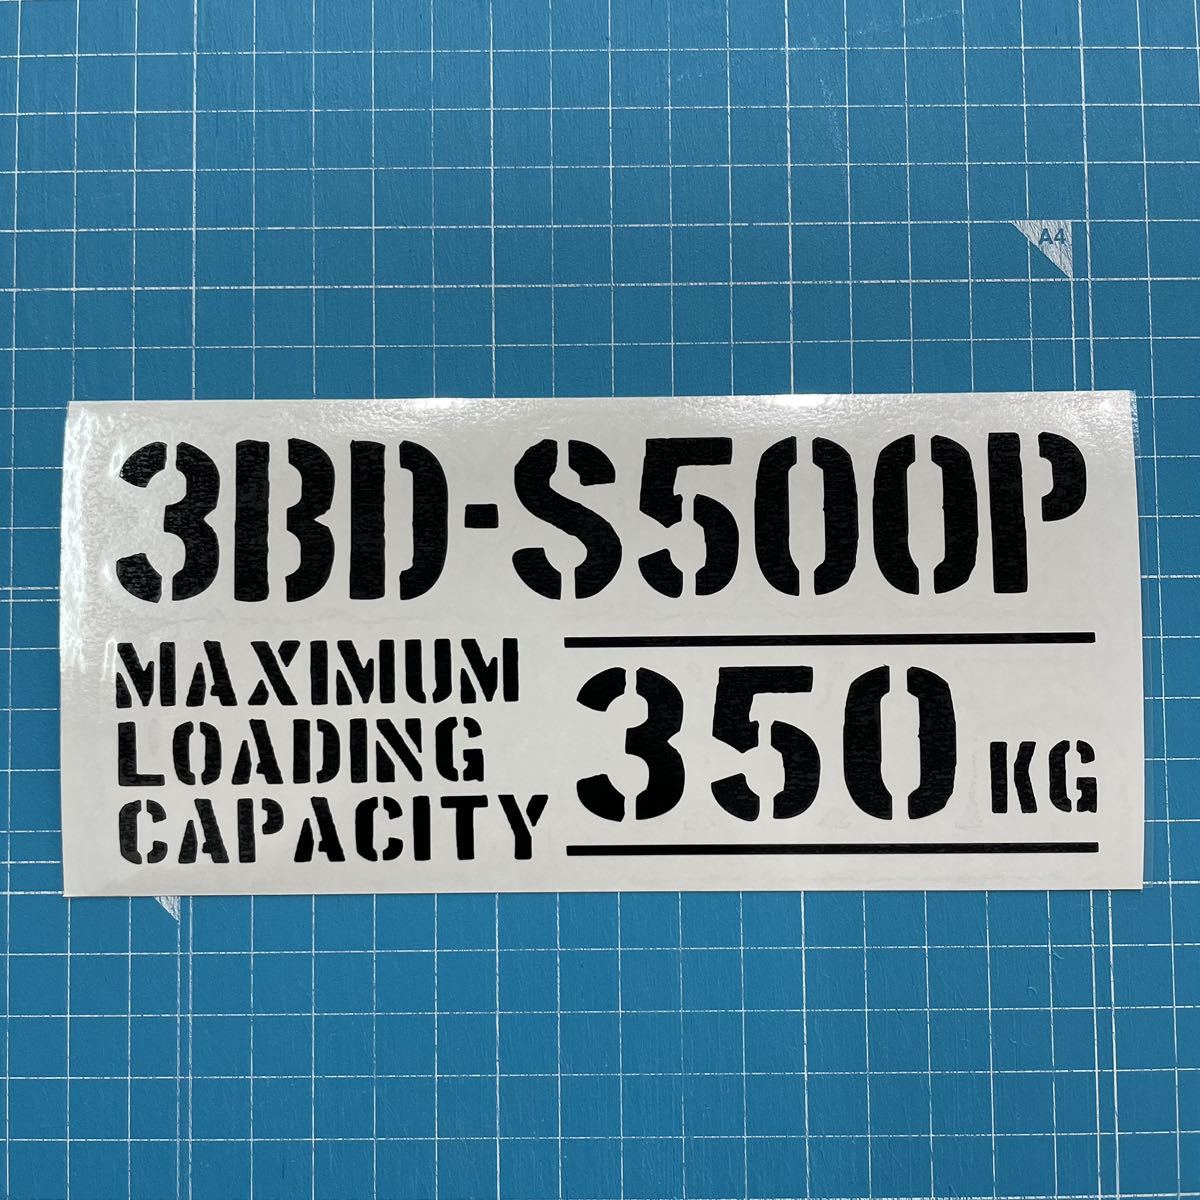 A4
3BD-S500P
MAXIMUM
LOADING
CAPACITY
350 KG